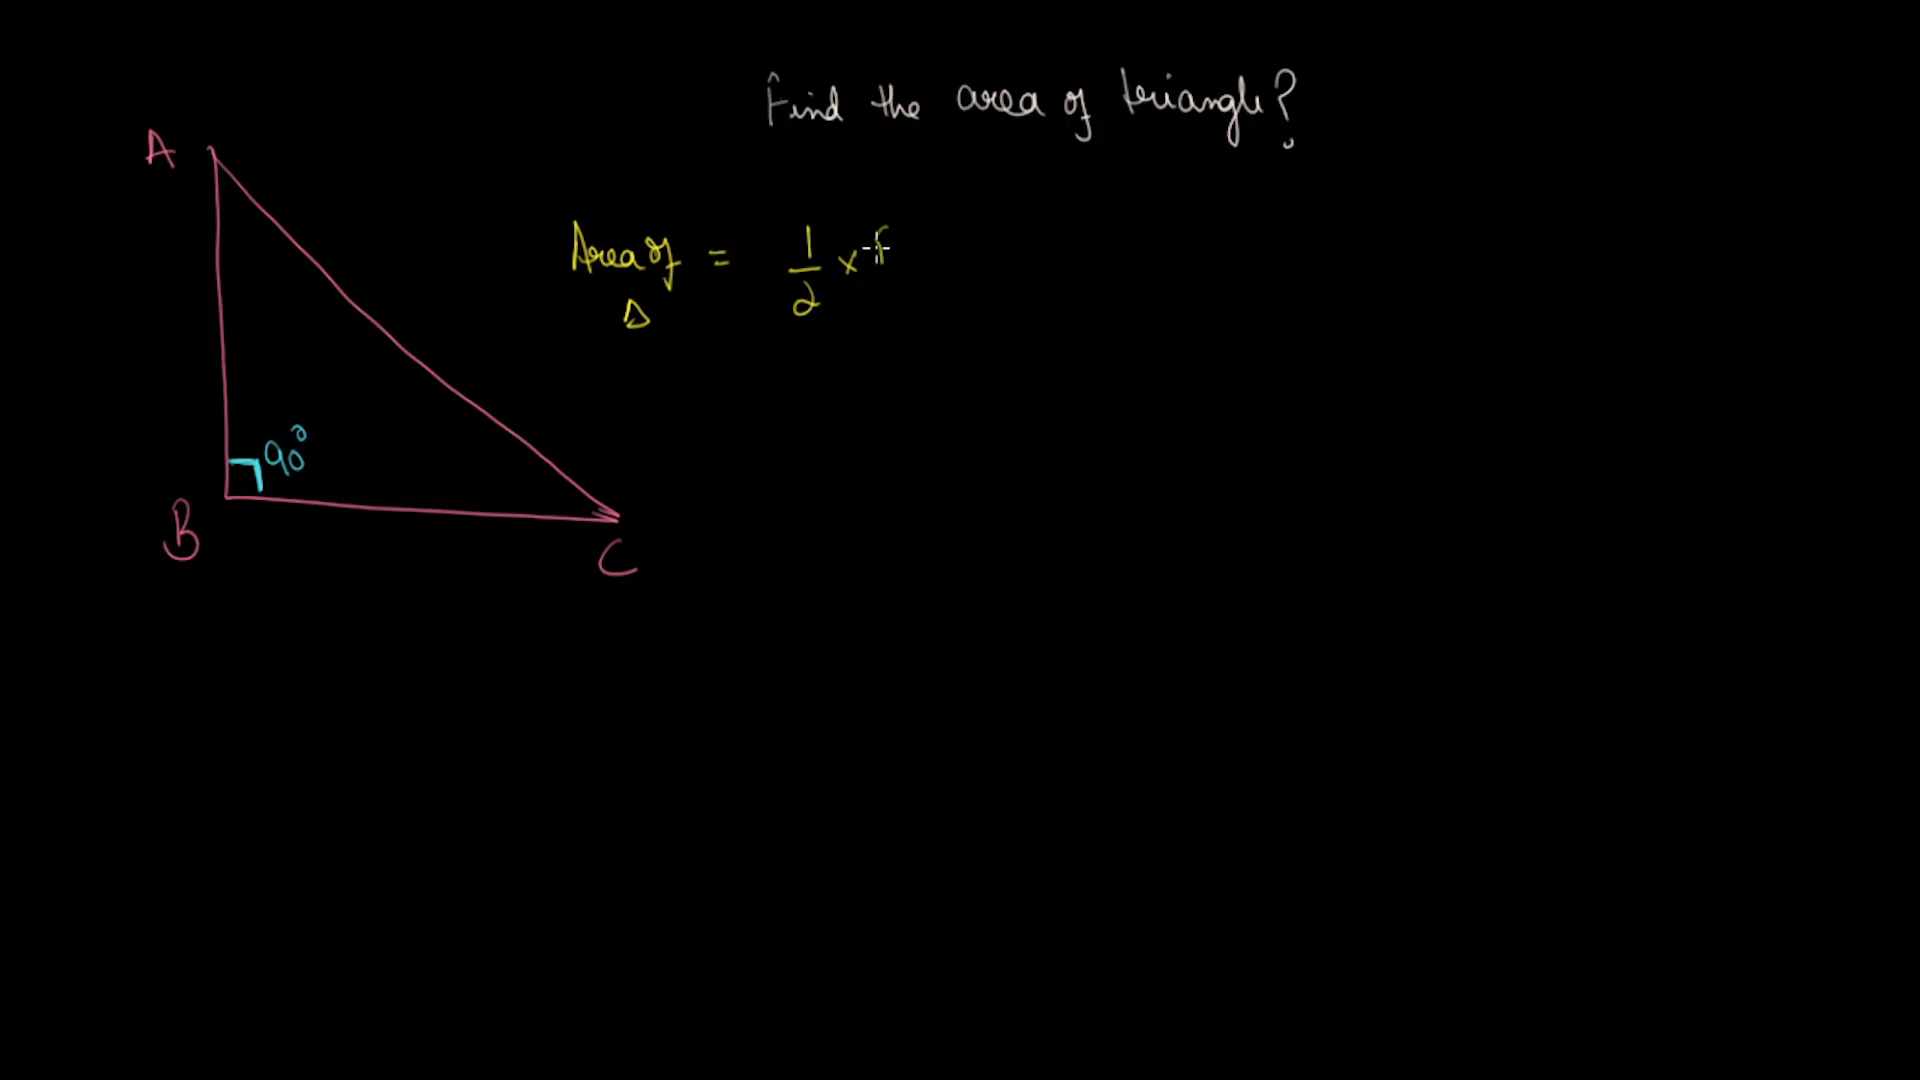 Find the area of triangle?
A
Area of = 1/2 ×
Δ
90°
B
C